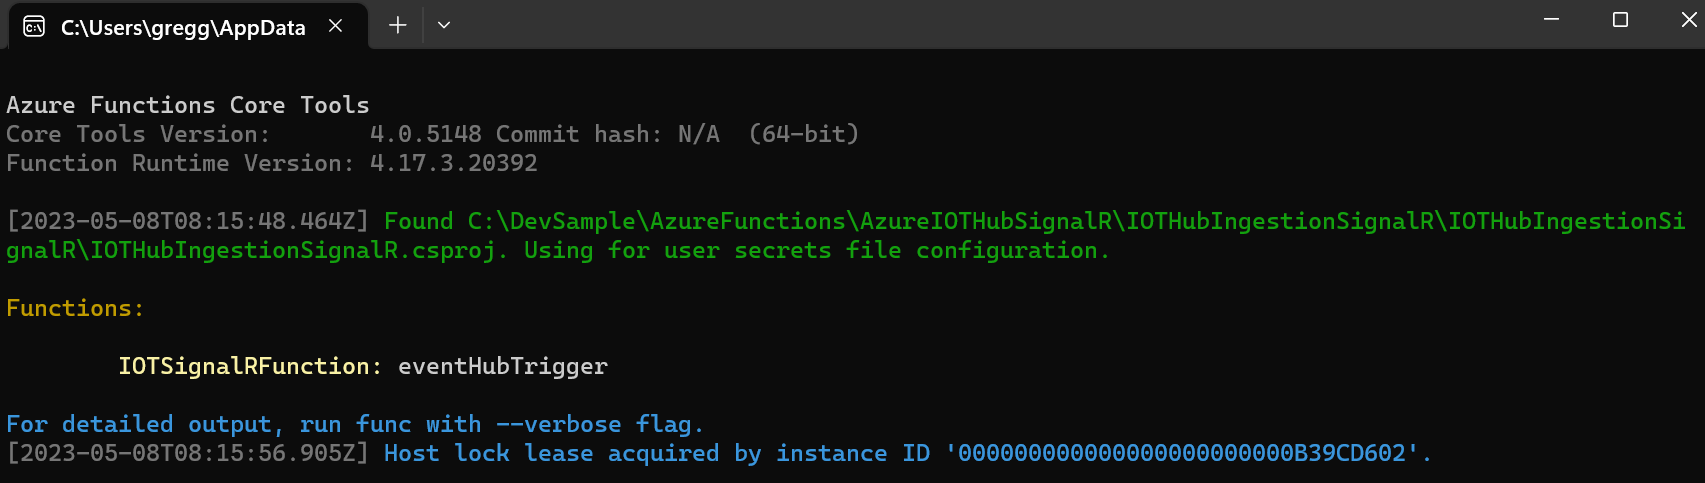 C:\Users\gregg\AppData
Azure Functions Core Tools
Core Tools Version:       4.0.5148 Commit hash: N/A  (64-bit)
Function Runtime Version: 4.17.3.20392
[2023-05-08T08:15:48.464Z] Found C:\DevSample\AzureFunctions\AzureIOTHubSignalR\IOTHubIngestionSignalR\IOTHubIngestionSi
gnalR\IOTHubIngestionSignalR.csproj. Using for user secrets file configuration.
Functions:
IOTSignalRFunction: eventHubTrigger
For detailed output, run func with --verbose flag.
[2023-05-08T08:15:56.905Z] Host lock lease acquired by instance ID '000000000000000000000000B39CD602'.